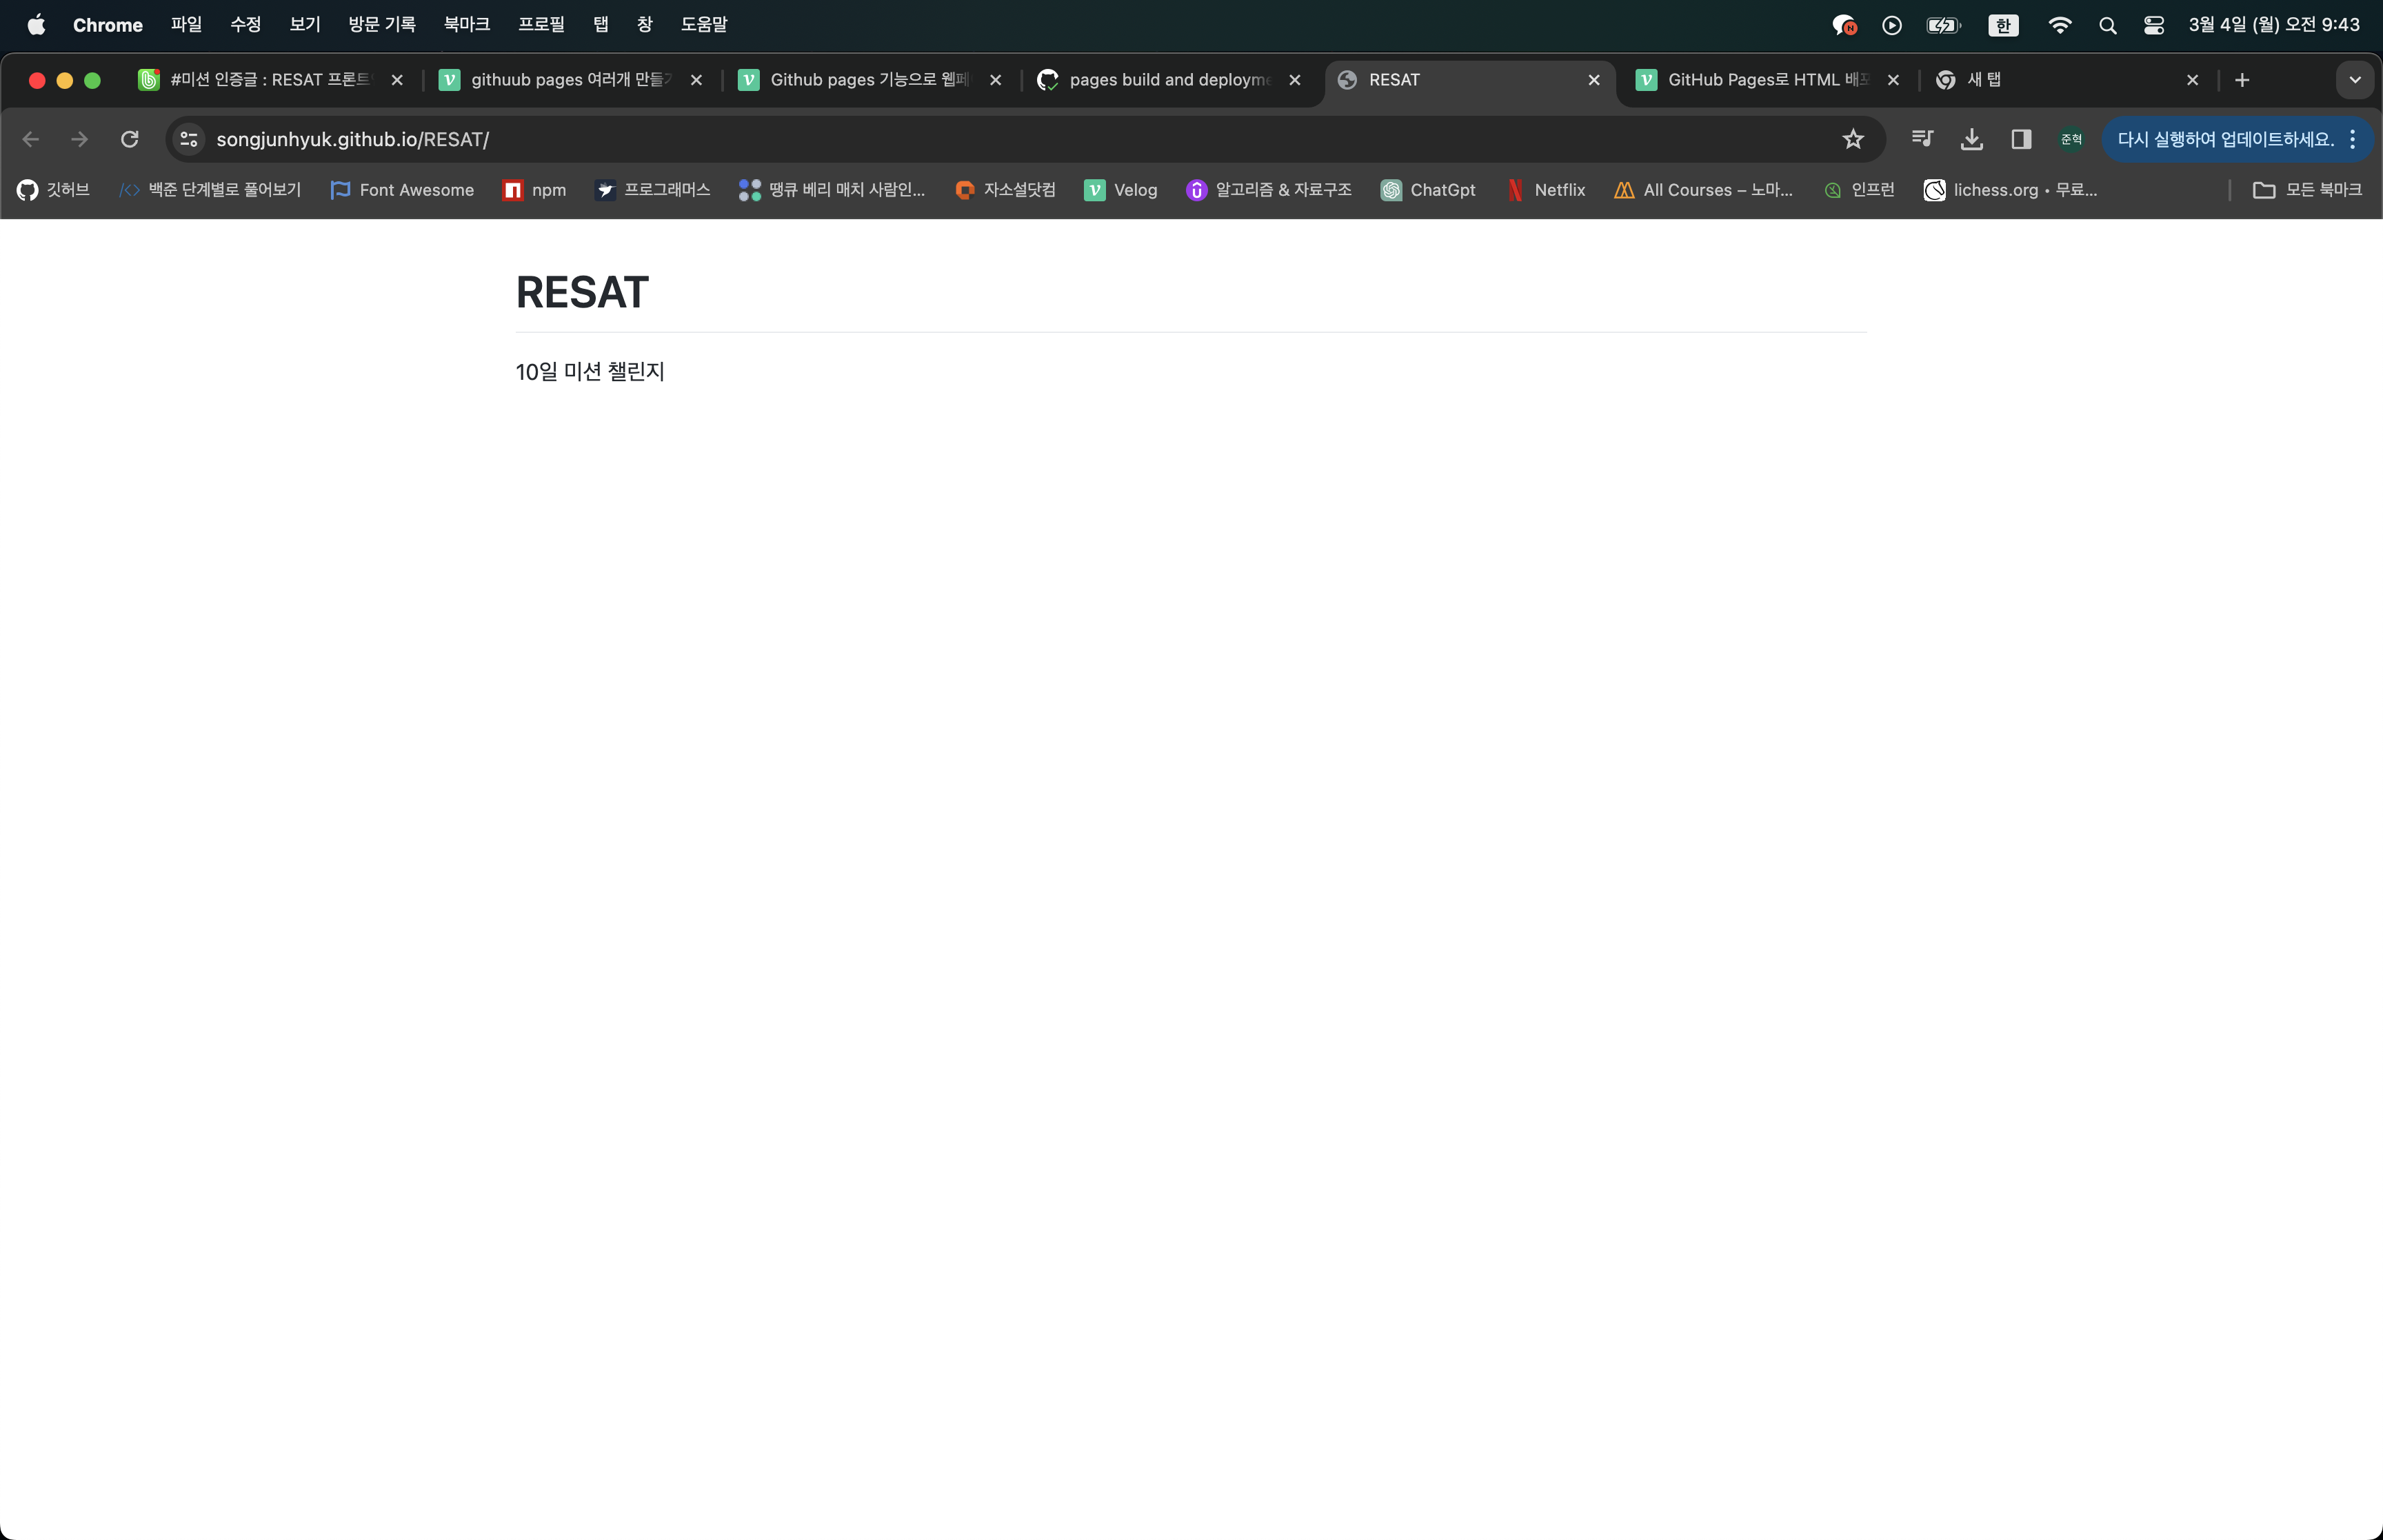 Chrome 파일 수정 보기 방문 기록 북마크 프로필 탭 창 도움말 한 3월 4일 (월) 오전 9:43
#미션 인증글 : RESAT 프론트 githuub pages 여러개 만들기 Github pages 기능으로 웹페 pages build and deployme RESAT GitHub Pages로 HTML 배포 새 탭
songjunhyuk.github.io/RESAT/ 준혁 다시 실행하여 업데이트하세요.
깃허브 백준 단계별로 풀어보기 Font Awesome npm 프로그래머스 땡큐 베리 매치 사람인... 자소설닷컴 Velog 알고리즘 & 자료구조 ChatGpt Netflix All Courses – 노마... 인프런 lichess.org • 무료... 모든 북마크
RESAT
10일 미션 챌린지